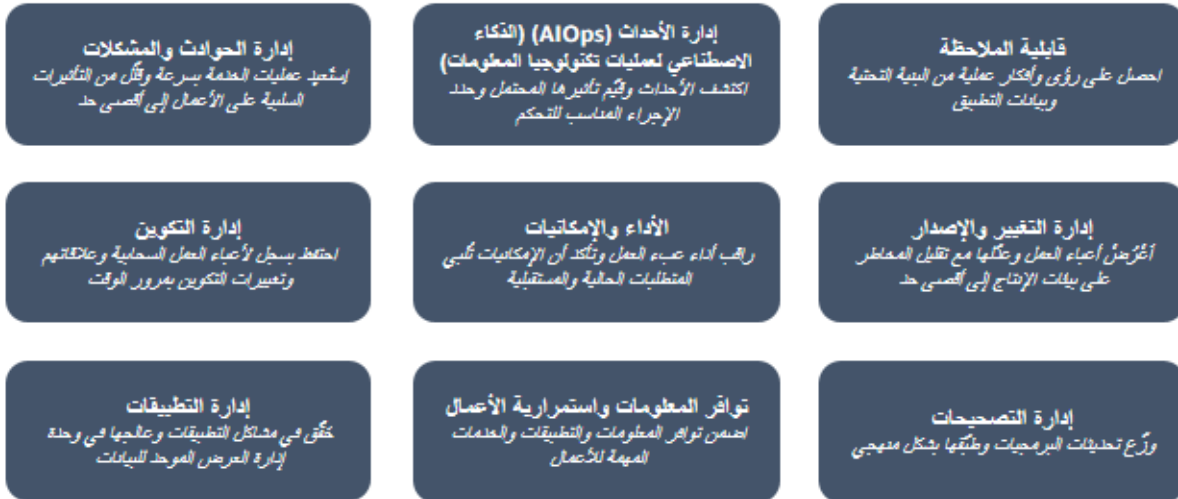 قابلية الملاحظة
احصل على رؤى وأفكار عملية من البنية التحتية
وبيانات التطبيق
إدارة الأحداث (AIOps) (الذكاء
الاصطناعي لعمليات تكنولوجيا المعلومات)
اكتشف الأحداث وقيّم تأثيرها المحتمل وحدد
الإجراء المناسب للتحكم
إدارة الحوادث والمشكلات
استعيد عمليات الخدمة بسرعة وقلّل من التأثيرات
السلبية على الأعمال إلى أقصى حد
إدارة التغيير والإصدار
أعباء العمل وعدّلها مع تقليل المخاطر
على بيئات الإنتاج إلى أقصى حد
الأداء والإمكانيات
راقب أداء عبء العمل وتأكد أن الإمكانيات تُلبي
المتطلبات الحالية والمستقبلية
إدارة التكوين
احتفظ بسجل لأعباء العمل السحابية وعلاقاتهم
وتغييرات التكوين بمرور الوقت
إدارة التصحيحات
وزّع تحديثات البرمجيات وطبّقها بشكل منهجي
توافر المعلومات واستمرارية الأعمال
اضمن توافر المعلومات والتطبيقات والخدمات
المهمة للأعمال
إدارة التطبيقات
حقّق في مشاكل التطبيقات وعالجها في وحدة
إدارة العرض الموحد للبيانات